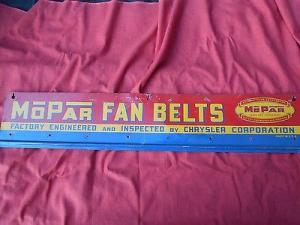 MoPar FAN BELTS
MoPar
FACTORY ENGINEERED AND INSPECTED BY CHRYSLER CORPORATION